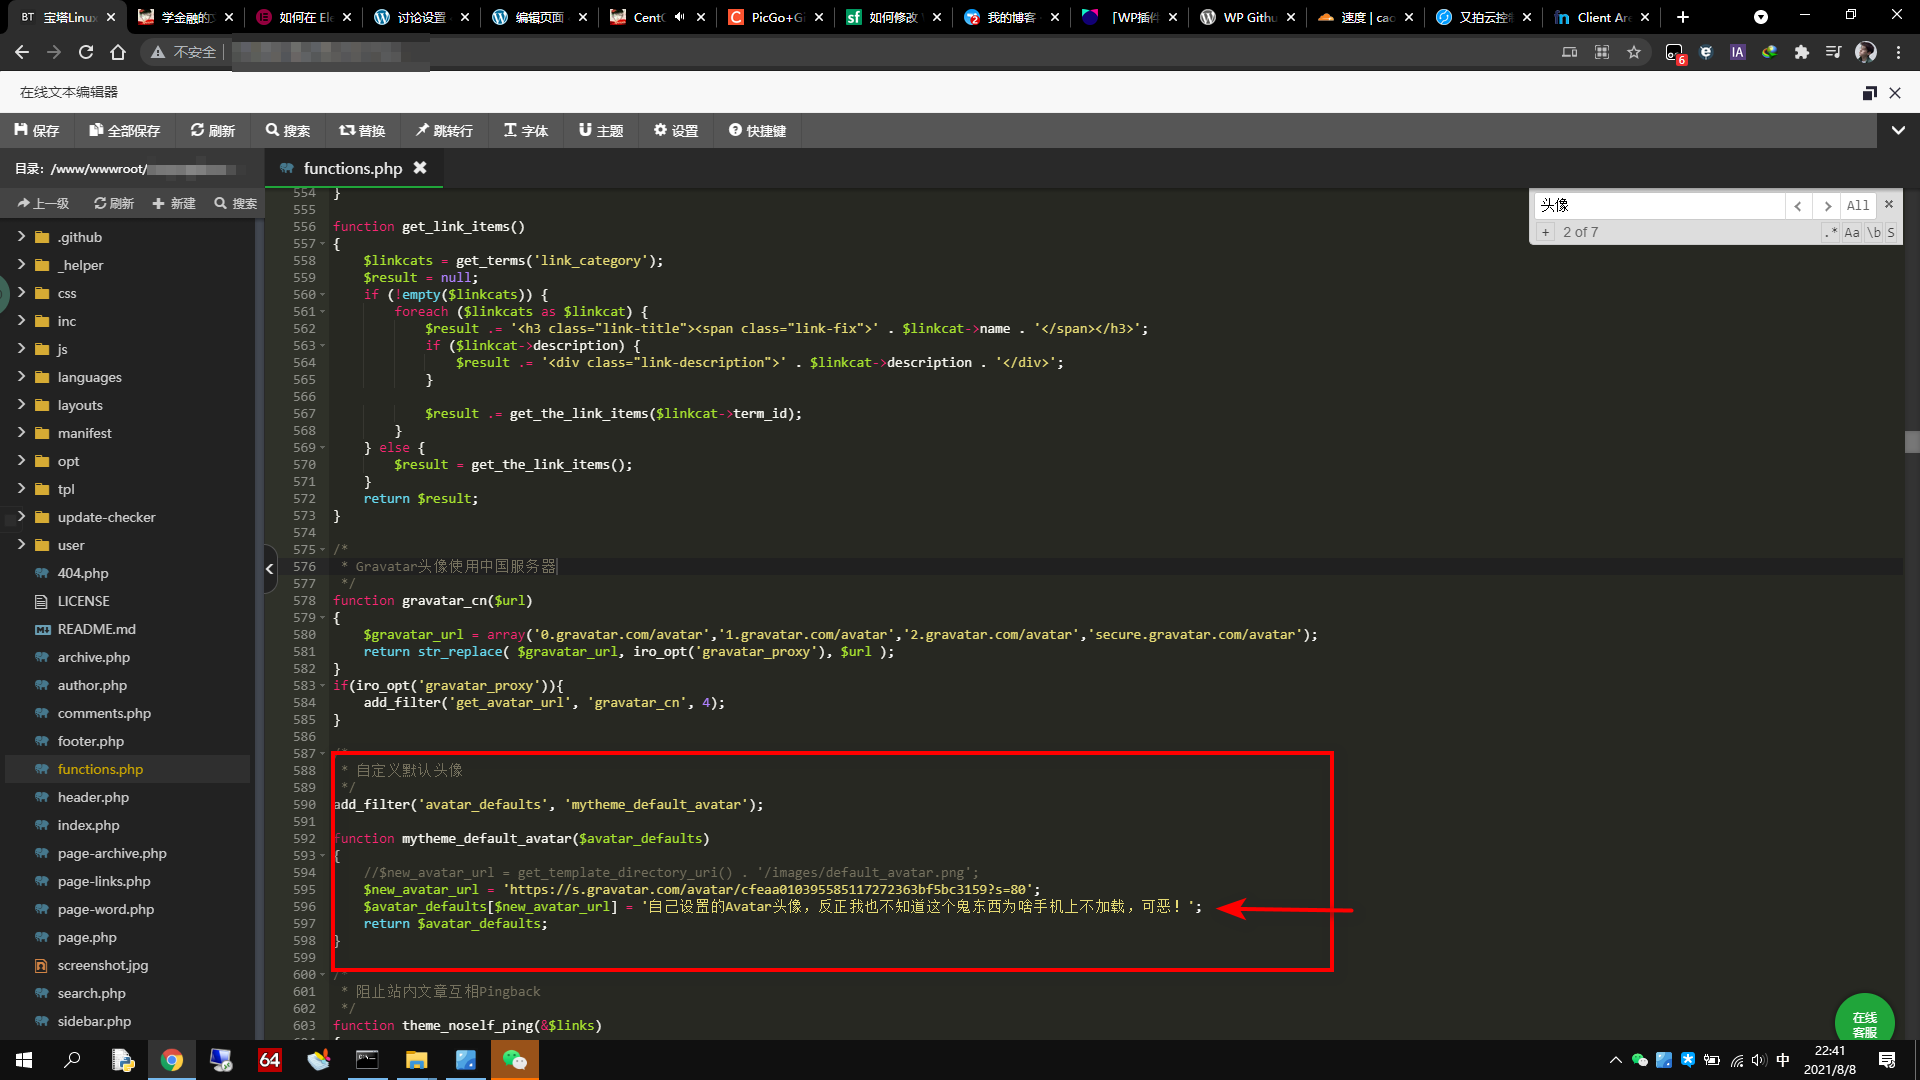 宝塔Linux
学金融的
如何在 Ele
讨论设置
编辑页面
CentO
PicGo+G
如何修改
我的博客
「WP插件
WP Githu
速度 | cao
又拍云控
Client Are
不安全
6
在线文本编辑器
保存
全部保存
刷新
搜索
替换
跳转行
字体
主题
设置
快捷键
目录: /www/wwwroot/
上一级
刷新
新建
搜索
.github
_helper
css
inc
js
languages
layouts
manifest
opt
tpl
update-checker
user
404.php
LICENSE
README.md
archive.php
author.php
comments.php
footer.php
functions.php
header.php
index.php
page-archive.php
page-links.php
page-word.php
page.php
screenshot.jpg
search.php
sidebar.php
functions.php
头像
All
2 of 7
.* Aa \b S
554 }
555
556 function get_link_items()
557 {
558 $linkcats = get_terms('link_category');
559 $result = null;
560 if (!empty($linkcats)) {
561 foreach ($linkcats as $linkcat) {
562 $result .= '<h3 class="link-title"><span class="link-fix">' . $linkcat->name . '</span></h3>';
563 if ($linkcat->description) {
564 $result .= '<div class="link-description">' . $linkcat->description . '</div>';
565 }
566
567 $result .= get_the_link_items($linkcat->term_id);
568 }
569 } else {
570 $result = get_the_link_items();
571 }
572 return $result;
573 }
574
575 /*
576 * Gravatar头像使用中国服务器
577 */
578 function gravatar_cn($url)
579 {
580 $gravatar_url = array('0.gravatar.com/avatar','1.gravatar.com/avatar','2.gravatar.com/avatar','secure.gravatar.com/avatar');
581 return str_replace( $gravatar_url, iro_opt('gravatar_proxy'), $url );
582 }
583 if(iro_opt('gravatar_proxy')){
584 add_filter('get_avatar_url', 'gravatar_cn', 4);
585 }
586
587 /*
588 * 自定义默认头像
589 */
590 add_filter('avatar_defaults', 'mytheme_default_avatar');
591
592 function mytheme_default_avatar($avatar_defaults)
593 {
594 //$new_avatar_url = get_template_directory_uri() . '/images/default_avatar.png';
595 $new_avatar_url = 'https://s.gravatar.com/avatar/cfeaa010395585117272363bf5bc3159?s=80';
596 $avatar_defaults[$new_avatar_url] = '自己设置的Avatar头像，反正我也不知道这个鬼东西为啥手机上不加载，可恶！';
597 return $avatar_defaults;
598 }
599
600 /*
601 * 阻止站内文章互相Pingback
602 */
603 function theme_noself_ping(&$links)
在线
客服
64
中
22:41
2021/8/8